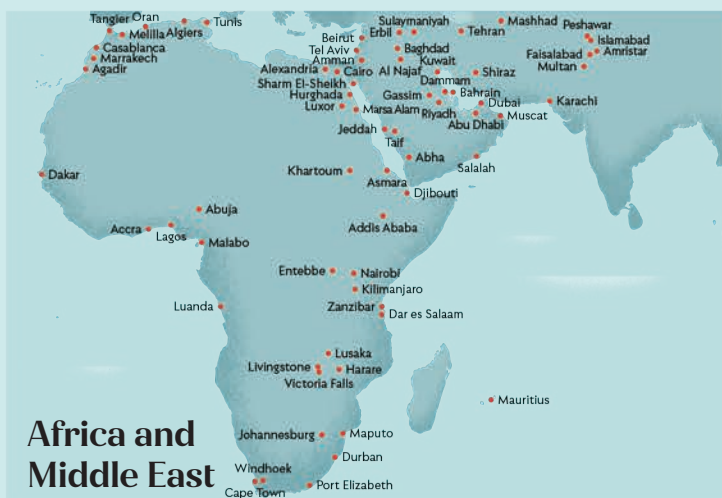 Tangier
Oran
Tunis
Melilla
Algiers
Casablanca
Marrakech
Agadir
Sulaymaniyah
Mashhad
Beirut
Erbil
Tehran
Peshawar
Islamabad
Tel Aviv
Baghdad
Faisalabad
Amristar
Amman
Kuwait
Multan
Alexandria
Cairo
Al Najaf
Shiraz
Sharm El-Sheikh
Dammam
Bahrain
Hurghada
Gassim
Dubai
Karachi
Luxor
Marsa Alam
Riyadh
Abu Dhabi
Muscat
Jeddah
Taif
Abha
Salalah
Dakar
Khartoum
Asmara
Djibouti
Abuja
Addis Ababa
Accra
Lagos
Malabo
Entebbe
Nairobi
Kilimanjaro
Luanda
Zanzibar
Dar es Salaam
Lusaka
Livingstone
Harare
Victoria Falls
Mauritius
Africa and
Middle East
Johannesburg
Maputo
Durban
Windhoek
Cape Town
Port Elizabeth